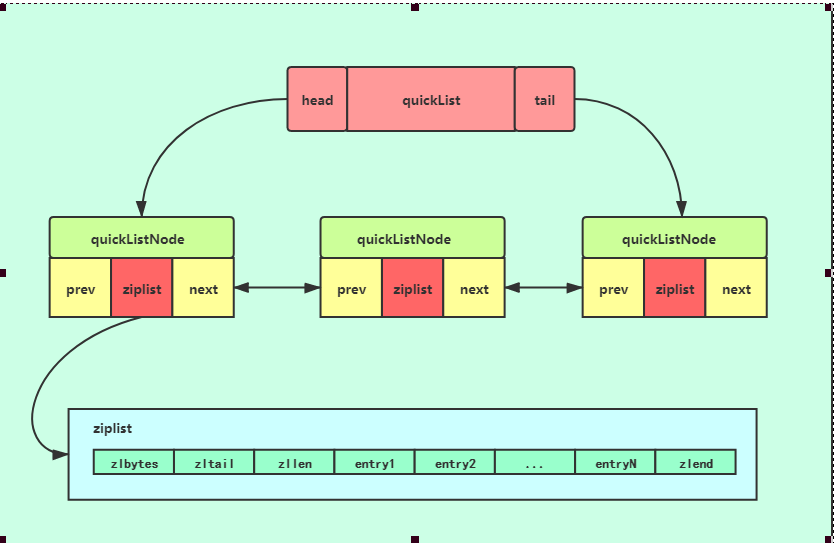 head quickList tail
quickListNode quickListNode quickListNode
prev ziplist next prev ziplist next prev ziplist next
ziplist
zlbytes zltail zllen entry1 entry2 ... entryN zlend